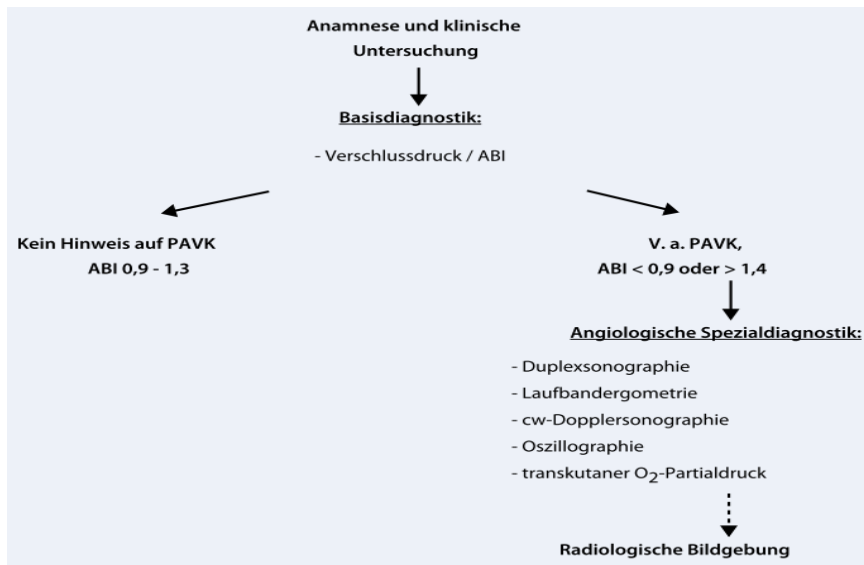 Anamnese und klinische
Untersuchung
Basisdiagnostik:
- Verschlussdruck / ABI
Kein Hinweis auf PAVK
ABI 0,9 - 1,3
V. a. PAVK,
ABI < 0,9 oder > 1,4
Angiologische Spezialdiagnostik:
- Duplexsonographie
- Laufbandergometrie
- cw-Dopplersonographie
- Oszillographie
- transkutaner O₂-Partialdruck
Radiologische Bildgebung